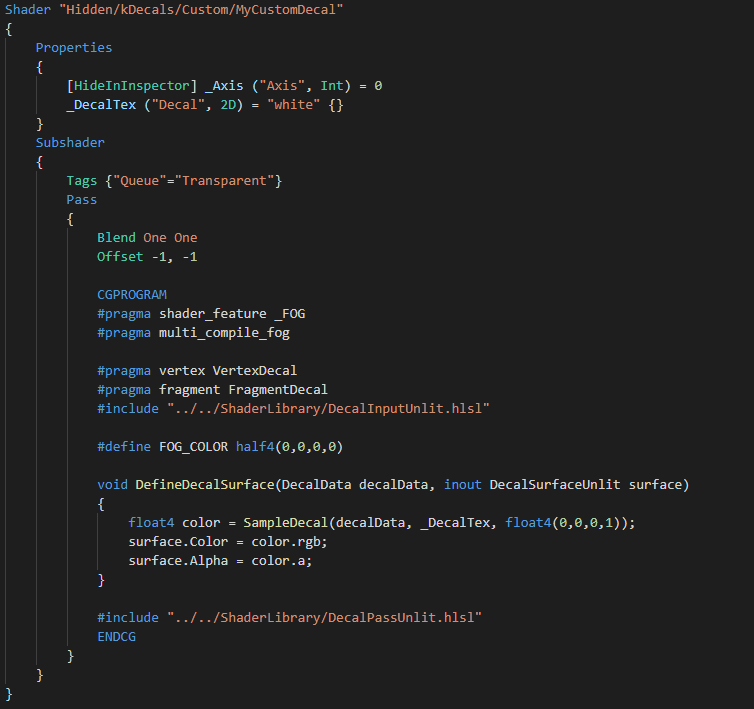 Shader "Hidden/kDecals/Custom/MyCustomDecal"
{
Properties
{
[HideInInspector] _Axis ("Axis", Int) = 0
_DecalTex ("Decal", 2D) = "white" {}
}
Subshader
{
Tags {"Queue"="Transparent"}
Pass
{
Blend One One
Offset -1, -1
CGPROGRAM
#pragma shader_feature _FOG
#pragma multi_compile_fog
#pragma vertex VertexDecal
#pragma fragment FragmentDecal
#include "../../ShaderLibrary/DecalInputUnlit.hlsl"
#define FOG_COLOR half4(0,0,0,0)
void DefineDecalSurface(DecalData decalData, inout DecalSurfaceUnlit surface)
{
float4 color = SampleDecal(decalData, _DecalTex, float4(0,0,0,1));
surface.Color = color.rgb;
surface.Alpha = color.a;
}
#include "../../ShaderLibrary/DecalPassUnlit.hlsl"
ENDCG
}
}
}